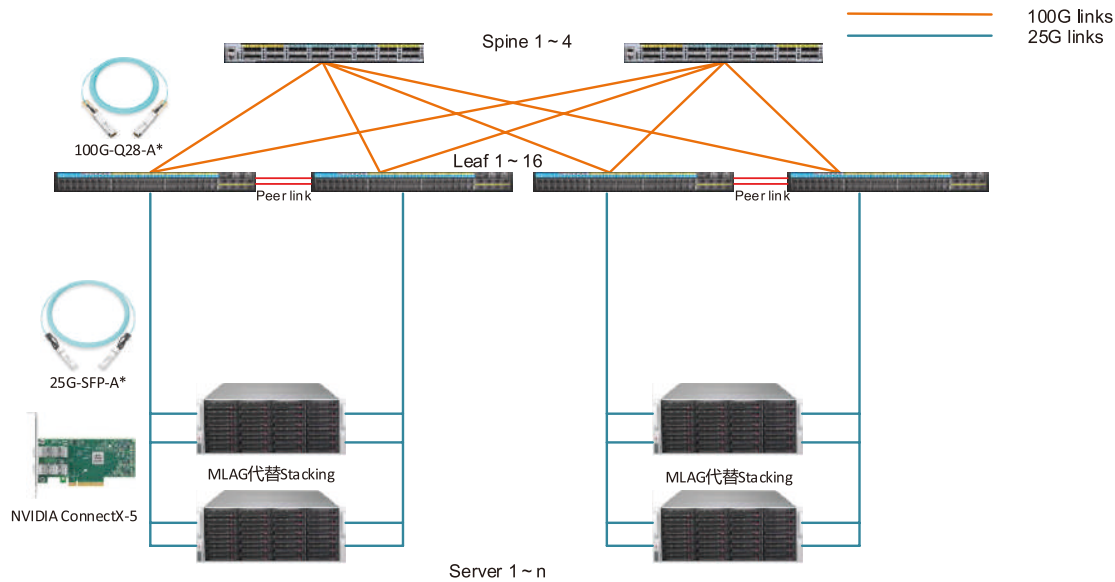 100G links
25G links
Spine 1 ~ 4
100G-Q28-A*
Leaf 1 ~ 16
Peer link
Peer link
25G-SFP-A*
MLAG代替Stacking
MLAG代替Stacking
NVIDIA ConnectX-5
Server 1 ~ n